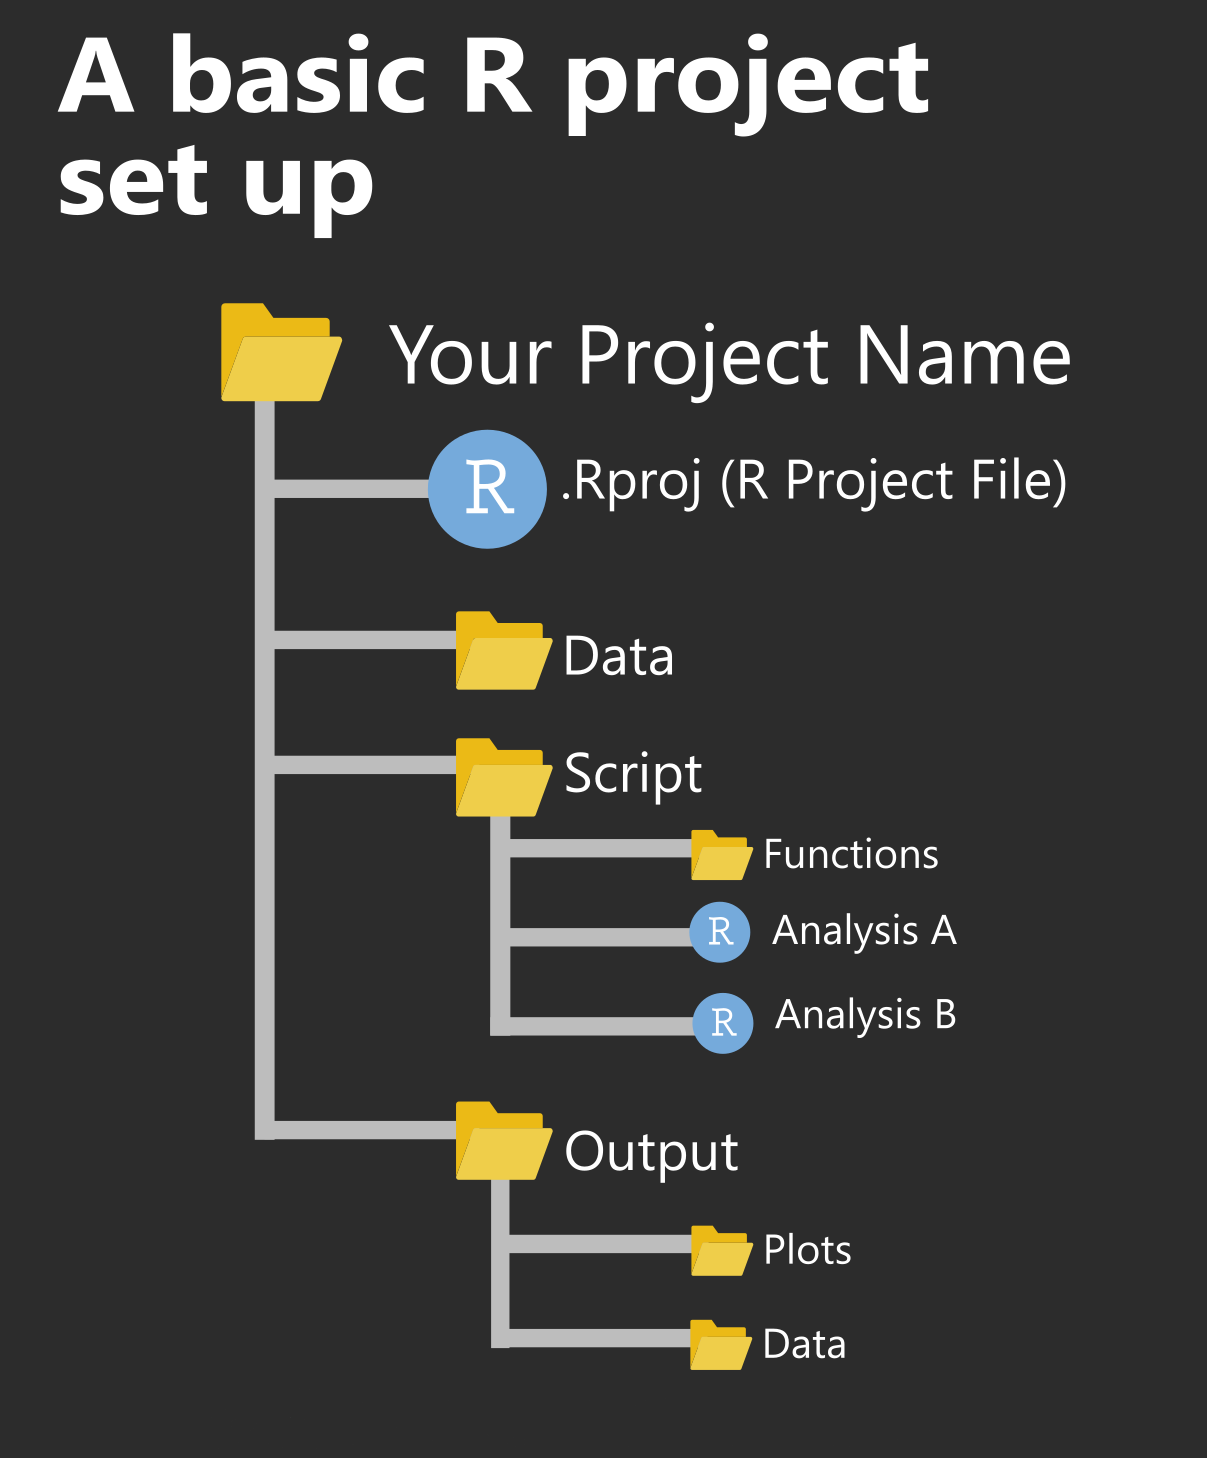 A basic R project
set up
Your Project Name
R .Rproj (R Project File)
Data
Script
Functions
R Analysis A
R Analysis B
Output
Plots
Data